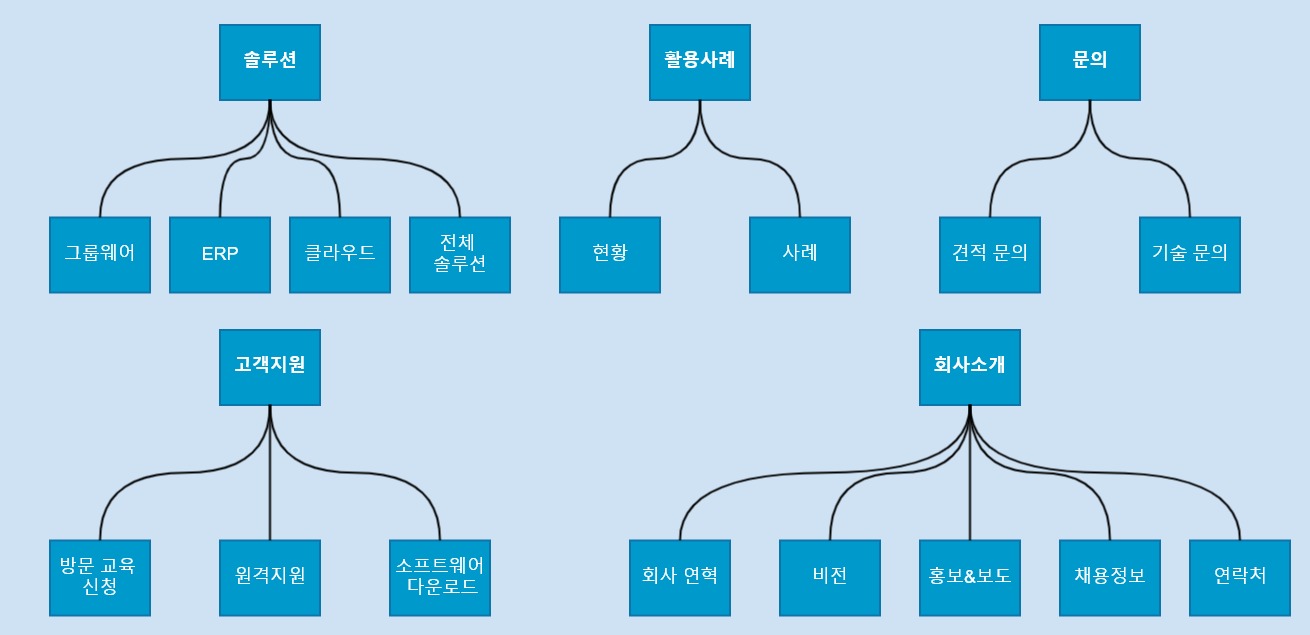 솔루션
활용사례
문의
그룹웨어
ERP
클라우드
전체
솔루션
현황
사례
견적 문의
기술 문의
고객지원
회사소개
방문 교육
신청
원격지원
소프트웨어
다운로드
회사 연혁
비전
홍보&보도
채용정보
연락처